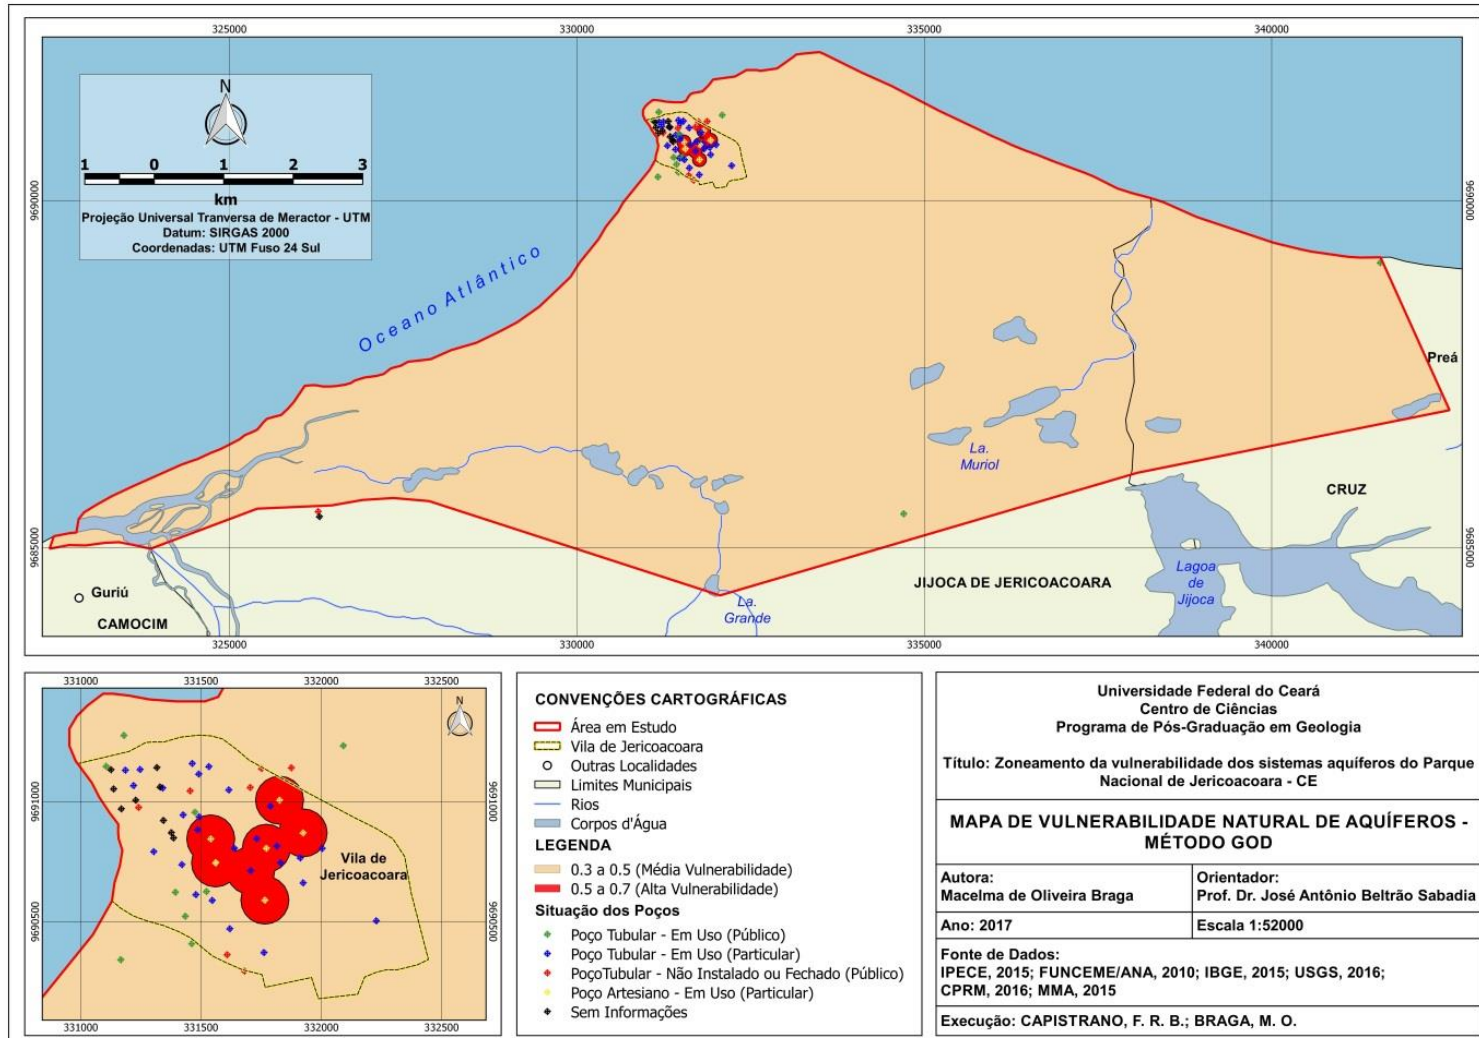 325000
330000
335000
340000
N
1 0 1 2 3
km
Projeção Universal Tranversa de Meractor - UTM
Datum: SIRGAS 2000
Coordenadas: UTM Fuso 24 Sul
9690000
9690000
Oceano Atlântico
Preá
La.
Muriol
CRUZ
9685000
9685000
Lagoa
de
Jijoca
JIJOCA DE JERICOACOARA
La.
Grande
Guriú
CAMOCIM
325000
330000
335000
340000
331000
331500
332000
332500
N
9691000
9691000
Vila de
Jericoacoara
9690500
9690500
331000
331500
332000
332500
CONVENÇÕES CARTOGRÁFICAS
Área em Estudo
Vila de Jericoacoara
Outras Localidades
Limites Municipais
Rios
Corpos d'Água
LEGENDA
0.3 a 0.5 (Média Vulnerabilidade)
0.5 a 0.7 (Alta Vulnerabilidade)
Situação dos Poços
Poço Tubular - Em Uso (Público)
Poço Tubular - Em Uso (Particular)
PoçoTubular - Não Instalado ou Fechado (Público)
Poço Artesiano - Em Uso (Particular)
Sem Informações
Universidade Federal do Ceará
Centro de Ciências
Programa de Pós-Graduação em Geologia
Título: Zoneamento da vulnerabilidade dos sistemas aquíferos do Parque
Nacional de Jericoacoara - CE
MAPA DE VULNERABILIDADE NATURAL DE AQUÍFEROS -
MÉTODO GOD
Autora:
Macelma de Oliveira Braga
Orientador:
Prof. Dr. José Antônio Beltrão Sabadia
Ano: 2017
Escala 1:52000
Fonte de Dados:
IPECE, 2015; FUNCEME/ANA, 2010; IBGE, 2015; USGS, 2016;
CPRM, 2016; MMA, 2015
Execução: CAPISTRANO, F. R. B.; BRAGA, M. O.